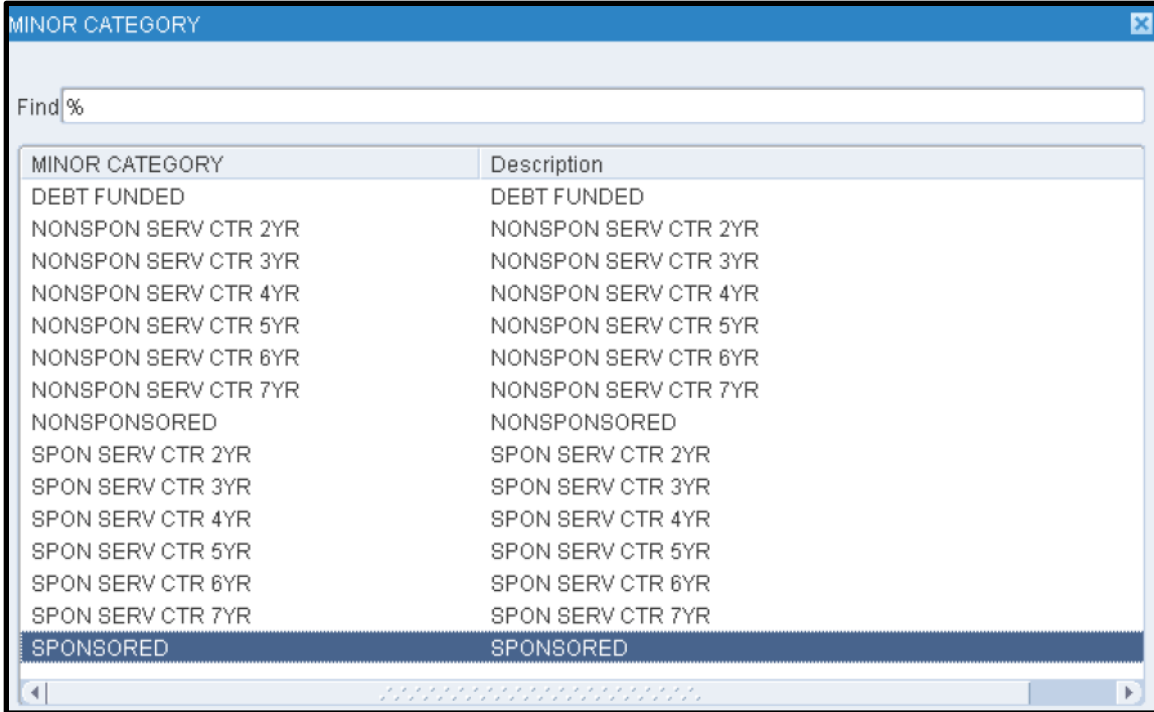 MINOR CATEGORY
Find %
MINOR CATEGORY Description
DEBT FUNDED DEBT FUNDED
NONSPON SERV CTR 2YR NONSPON SERV CTR 2YR
NONSPON SERV CTR 3YR NONSPON SERV CTR 3YR
NONSPON SERV CTR 4YR NONSPON SERV CTR 4YR
NONSPON SERV CTR 5YR NONSPON SERV CTR 5YR
NONSPON SERV CTR 6YR NONSPON SERV CTR 6YR
NONSPON SERV CTR 7YR NONSPON SERV CTR 7YR
NONSPONSORED NONSPONSORED
SPON SERV CTR 2YR SPON SERV CTR 2YR
SPON SERV CTR 3YR SPON SERV CTR 3YR
SPON SERV CTR 4YR SPON SERV CTR 4YR
SPON SERV CTR 5YR SPON SERV CTR 5YR
SPON SERV CTR 6YR SPON SERV CTR 6YR
SPON SERV CTR 7YR SPON SERV CTR 7YR
SPONSORED SPONSORED